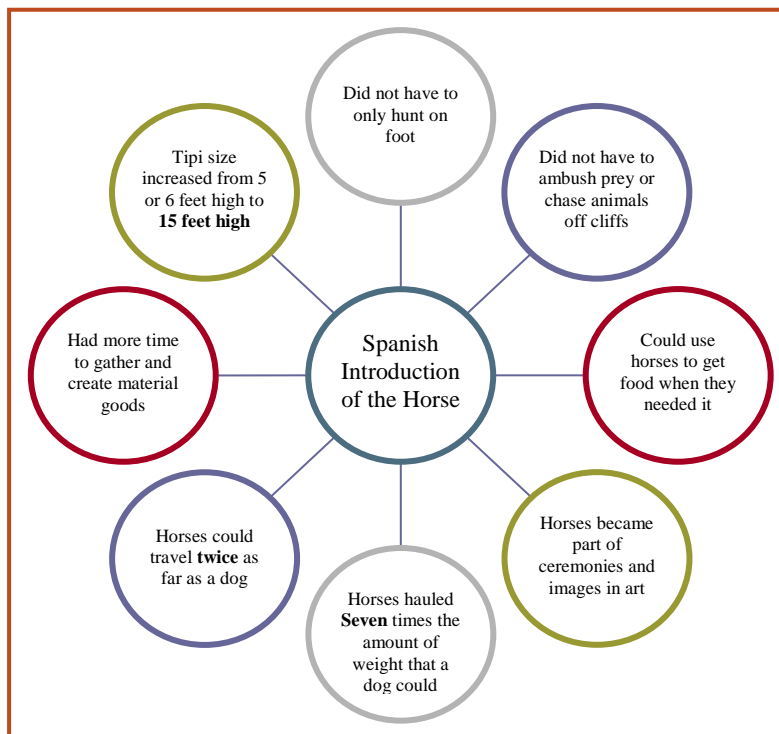 Did not have to
only hunt on
foot
Did not have to
ambush prey or
chase animals
off cliffs
Could use
horses to get
food when they
needed it
Horses became
part of
ceremonies and
images in art
Horses hauled
Seven times the
amount of
weight that a
dog could
Horses could
travel twice as
far as a dog
Had more time
to gather and
create material
goods
Tipi size
increased from 5
or 6 feet high to
15 feet high
Spanish
Introduction
of the Horse